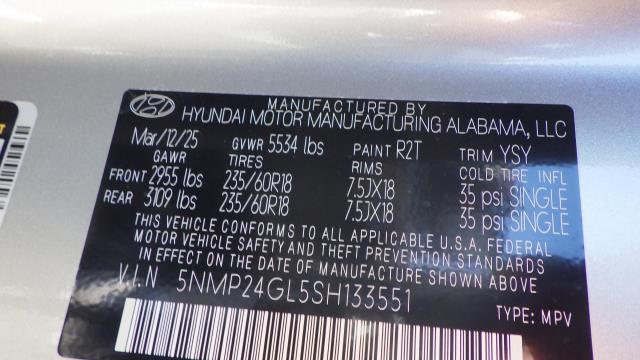 MANUFACTURED BY
HYUNDAI MOTOR MANUFACTURING ALABAMA, LLC
Mar/12/25 GVWR 5534 lbs PAINT R2T TRIM YSY
GAWR TIRES RIMS COLD TIRE INFL
FRONT 2955 lbs 235/60R18 7.5JX18 35 psi SINGLE
REAR 3109 lbs 235/60R18 7.5JX18 35 psi SINGLE
THIS VEHICLE CONFORMS TO ALL APPLICABLE U.S.A. FEDERAL
MOTOR VEHICLE SAFETY AND THEFT PREVENTION STANDARDS
IN EFFECT ON THE DATE OF MANUFACTURE SHOWN ABOVE
V.I.N 5NMP24GL5SH133551
TYPE: MPV